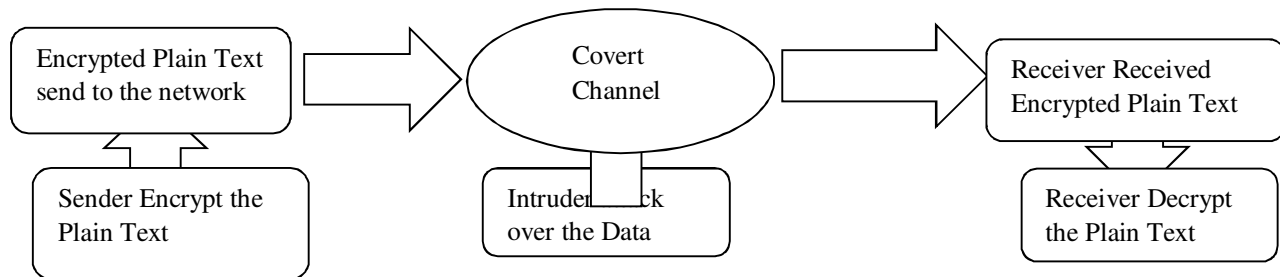 Encrypted Plain Text
send to the network
Covert
Channel
Receiver Received
Encrypted Plain Text
Sender Encrypt the
Plain Text
Intruder
over the Data
Receiver Decrypt
the Plain Text